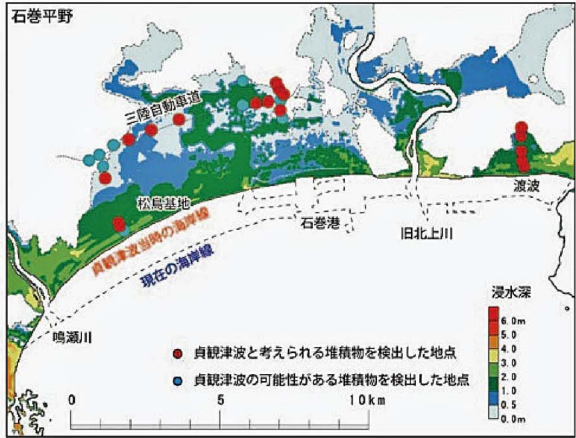 石巻平野
三陸自動車道
松島基地
渡波
石巻港
貞観津波当時の海岸線
旧北上川
現在の海岸線
鳴瀬川
浸水深
6.0m
5.0
4.0
3.0
2.0
1.0
0.5
0.0m
貞観津波と考えられる堆積物を検出した地点
貞観津波の可能性がある堆積物を検出した地点
0 5 10km